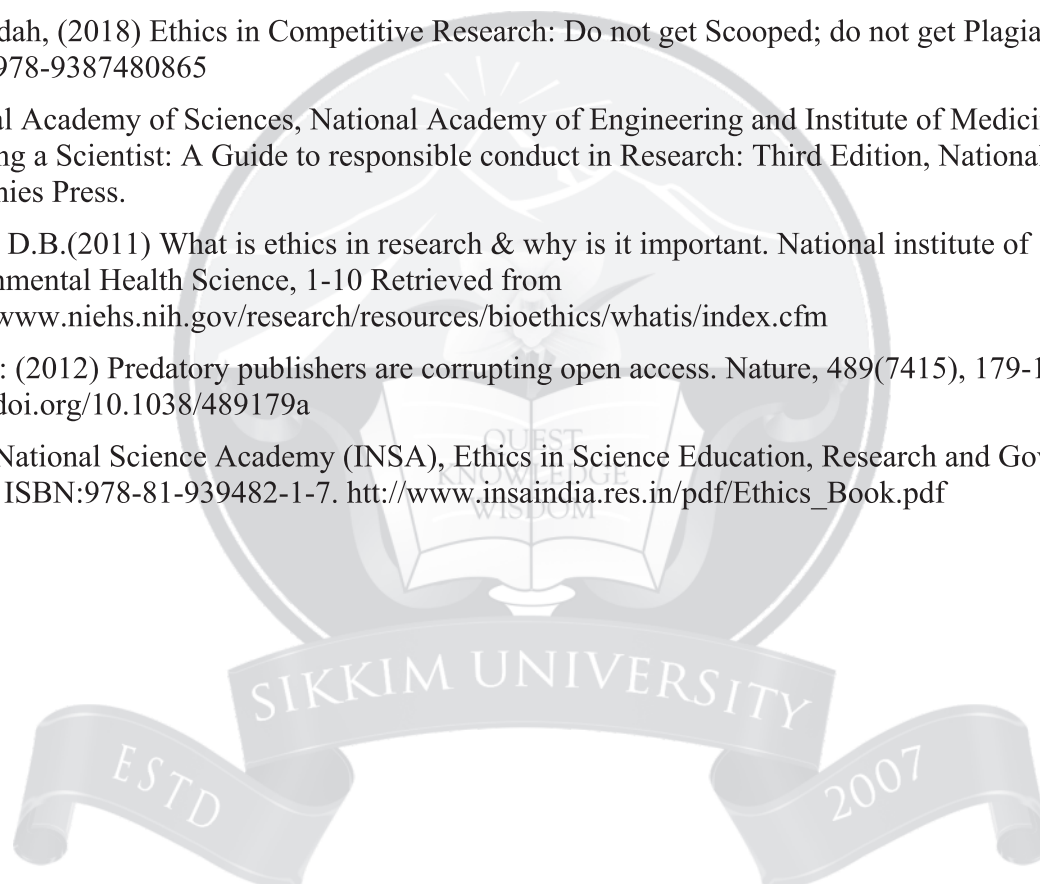 dah, (2018) Ethics in Competitive Research: Do not get Scooped; do not get Plagia
978-9387480865
al Academy of Sciences, National Academy of Engineering and Institute of Medici
ng a Scientist: A Guide to responsible conduct in Research: Third Edition, National
nies Press.
D.B.(2011) What is ethics in research & why is it important. National institute of
nmental Health Science, 1-10 Retrieved from
www.niehs.nih.gov/research/resources/bioethics/whatis/index.cfm
: (2012) Predatory publishers are corrupting open access. Nature, 489(7415), 179-1
doi.org/10.1038/489179a
National Science Academy (INSA), Ethics in Science Education, Research and Gov
ISBN:978-81-939482-1-7. htt://www.insaindia.res.in/pdf/Ethics_Book.pdf
QUEST
KNOWLEDGE
WISDOM
SIKKIM UNIVERSITY
ESTD
2007